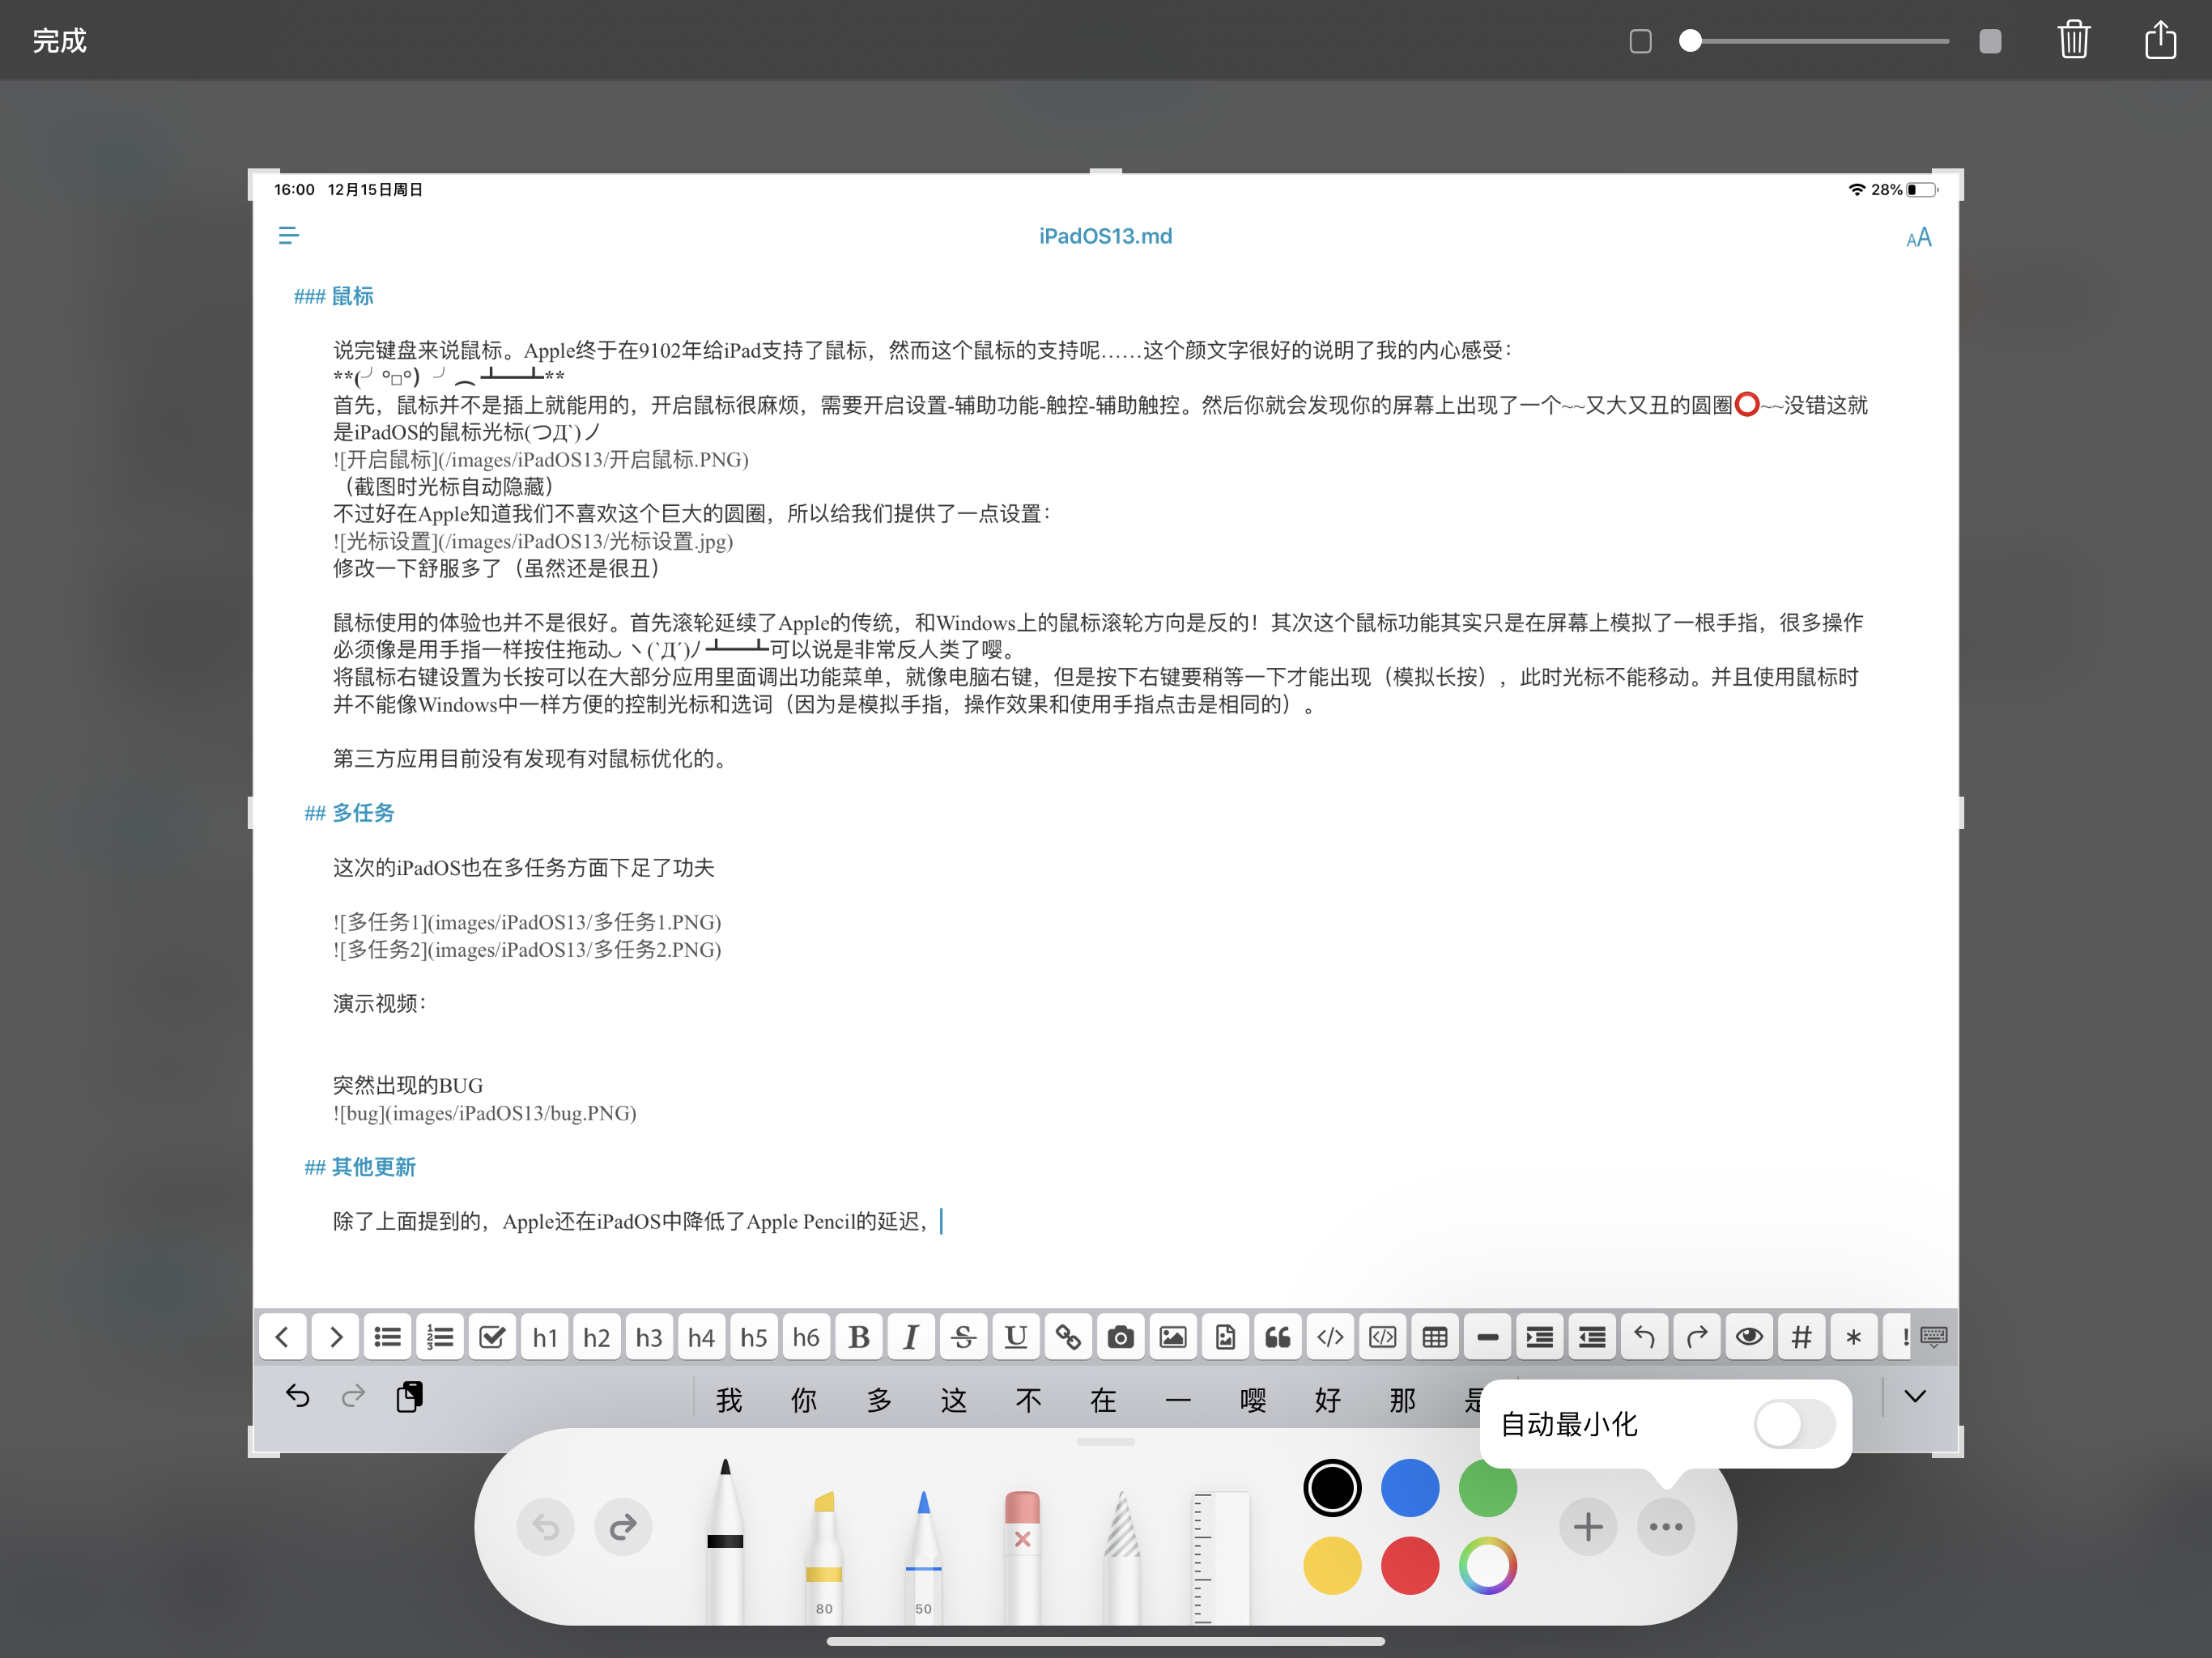 完成
16:00 12月15日周日
28%
iPadOS13.md
AA
### 鼠标
说完键盘来说鼠标。Apple终于在9102年给iPad支持了鼠标，然而这个鼠标的支持呢……这个颜文字很好的说明了我的内心感受：
**(╯°□°）╯︵ ┻━┻**
首先，鼠标并不是插上就能用的，开启鼠标很麻烦，需要开启设置-辅助功能-触控-辅助触控。然后你就会发现你的屏幕上出现了一个~~又大又丑的圆圈⭕~~没错这就
是iPadOS的鼠标光标(つД`)ノ
![开启鼠标](/images/iPadOS13/开启鼠标.PNG)
（截图时光标自动隐藏）
不过好在Apple知道我们不喜欢这个巨大的圆圈，所以给我们提供了一点设置：
![光标设置](/images/iPadOS13/光标设置.jpg)
修改一下舒服多了（虽然还是很丑）
鼠标使用的体验也并不是很好。首先滚轮延续了Apple的传统，和Windows上的鼠标滚轮方向是反的！其次这个鼠标功能其实只是在屏幕上模拟了一根手指，很多操作
必须像是用手指一样按住拖动◡ ヽ(`Д´)ﾉ ┻━┻可以说是非常反人类了嘤。
将鼠标右键设置为长按可以在大部分应用里面调出功能菜单，就像电脑右键，但是按下右键要稍等一下才能出现（模拟长按），此时光标不能移动。并且使用鼠标时
并不能像Windows中一样方便的控制光标和选词（因为是模拟手指，操作效果和使用手指点击是相同的）。
第三方应用目前没有发现有对鼠标优化的。
## 多任务
这次的iPadOS也在多任务方面下足了功夫
![多任务1](images/iPadOS13/多任务1.PNG)
![多任务2](images/iPadOS13/多任务2.PNG)
演示视频：
突然出现的BUG
![bug](images/iPadOS13/bug.PNG)
## 其他更新
除了上面提到的，Apple还在iPadOS中降低了Apple Pencil的延迟，
h1 h2 h3 h4 h5 h6 B I S U </> </> # * !
我 你 多 这 不 在 一 嘤 好 那 是
自动最小化
80 50